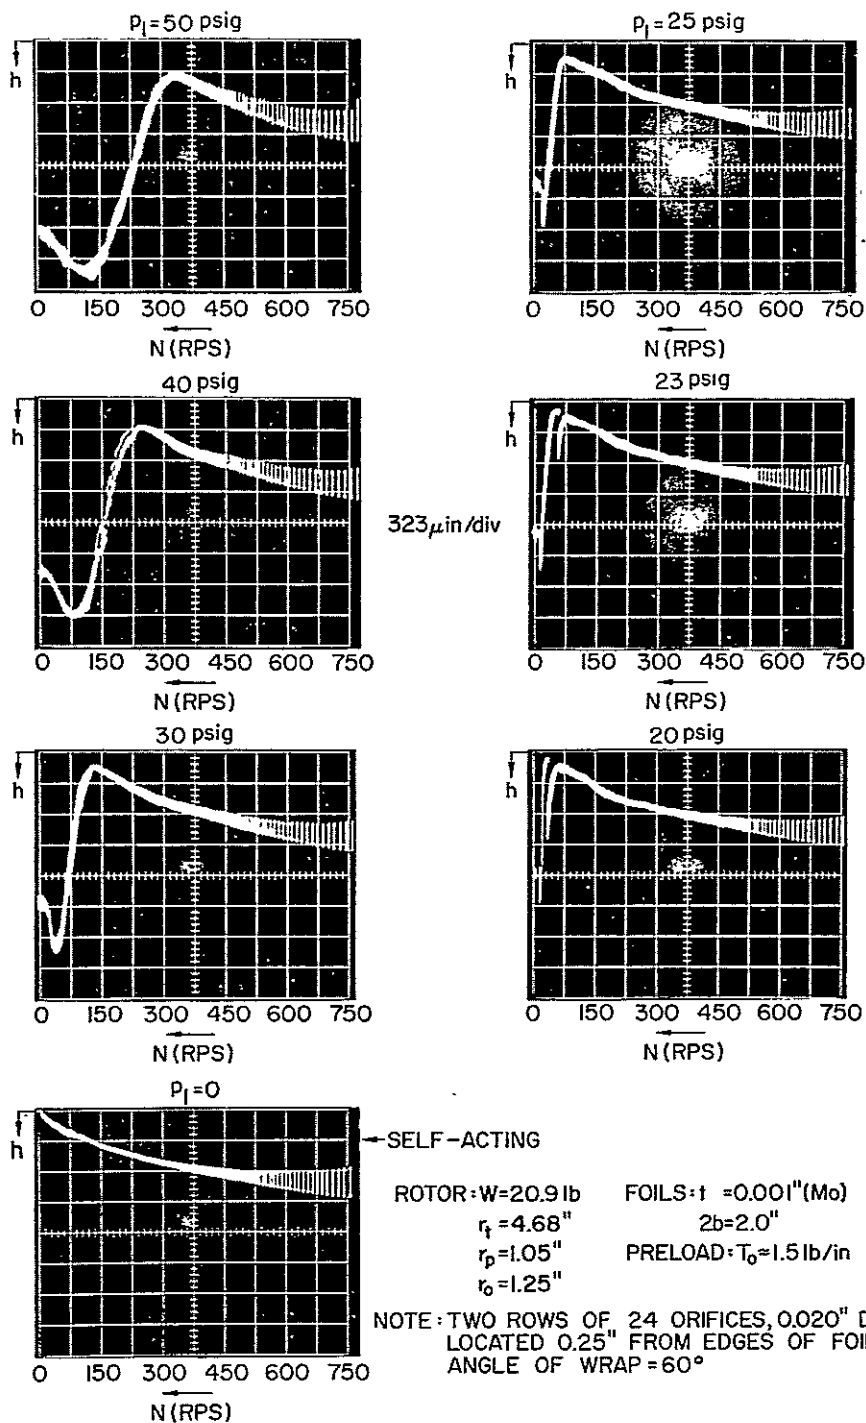 p₁=50 psig
h
0 150 300 450 600 750
N(RPS)
p₁=25 psig
h
0 150 300 450 600 750
N(RPS)
40 psig
h
0 150 300 450 600 750
N(RPS)
323μin/div
23 psig
h
0 150 300 450 600 750
N(RPS)
30 psig
h
0 150 300 450 600 750
N(RPS)
20 psig
h
0 150 300 450 600 750
N(RPS)
p₁=0
h
0 150 300 450 600 750
N(RPS)
SELF-ACTING
ROTOR: W=20.9 lb
r_t=4.68"
r_p=1.05"
r_o=1.25"
FOILS: t =0.001"(Mo)
2b=2.0"
PRELOAD: T₀≈1.5 lb/in
NOTE: TWO ROWS OF 24 ORIFICES, 0.020"
LOCATED 0.25" FROM EDGES OF
ANGLE OF WRAP=60°